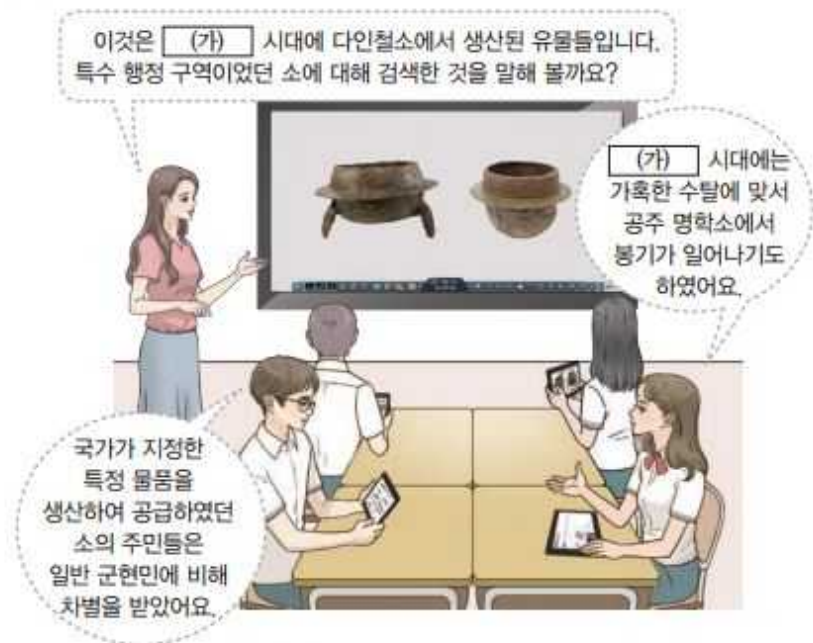 이것은 (가) 시대에 다인철소에서 생산된 유물들입니다.
특수 행정 구역이었던 소에 대해 검색한 것을 말해 볼까요?
(가) 시대에는
가혹한 수탈에 맞서
공주 명학소에서
봉기가 일어나기도
하였어요.
국가가 지정한
특정 물품을
생산하여 공급하였던
소의 주민들은
일반 군현민에 비해
차별을 받았어요.